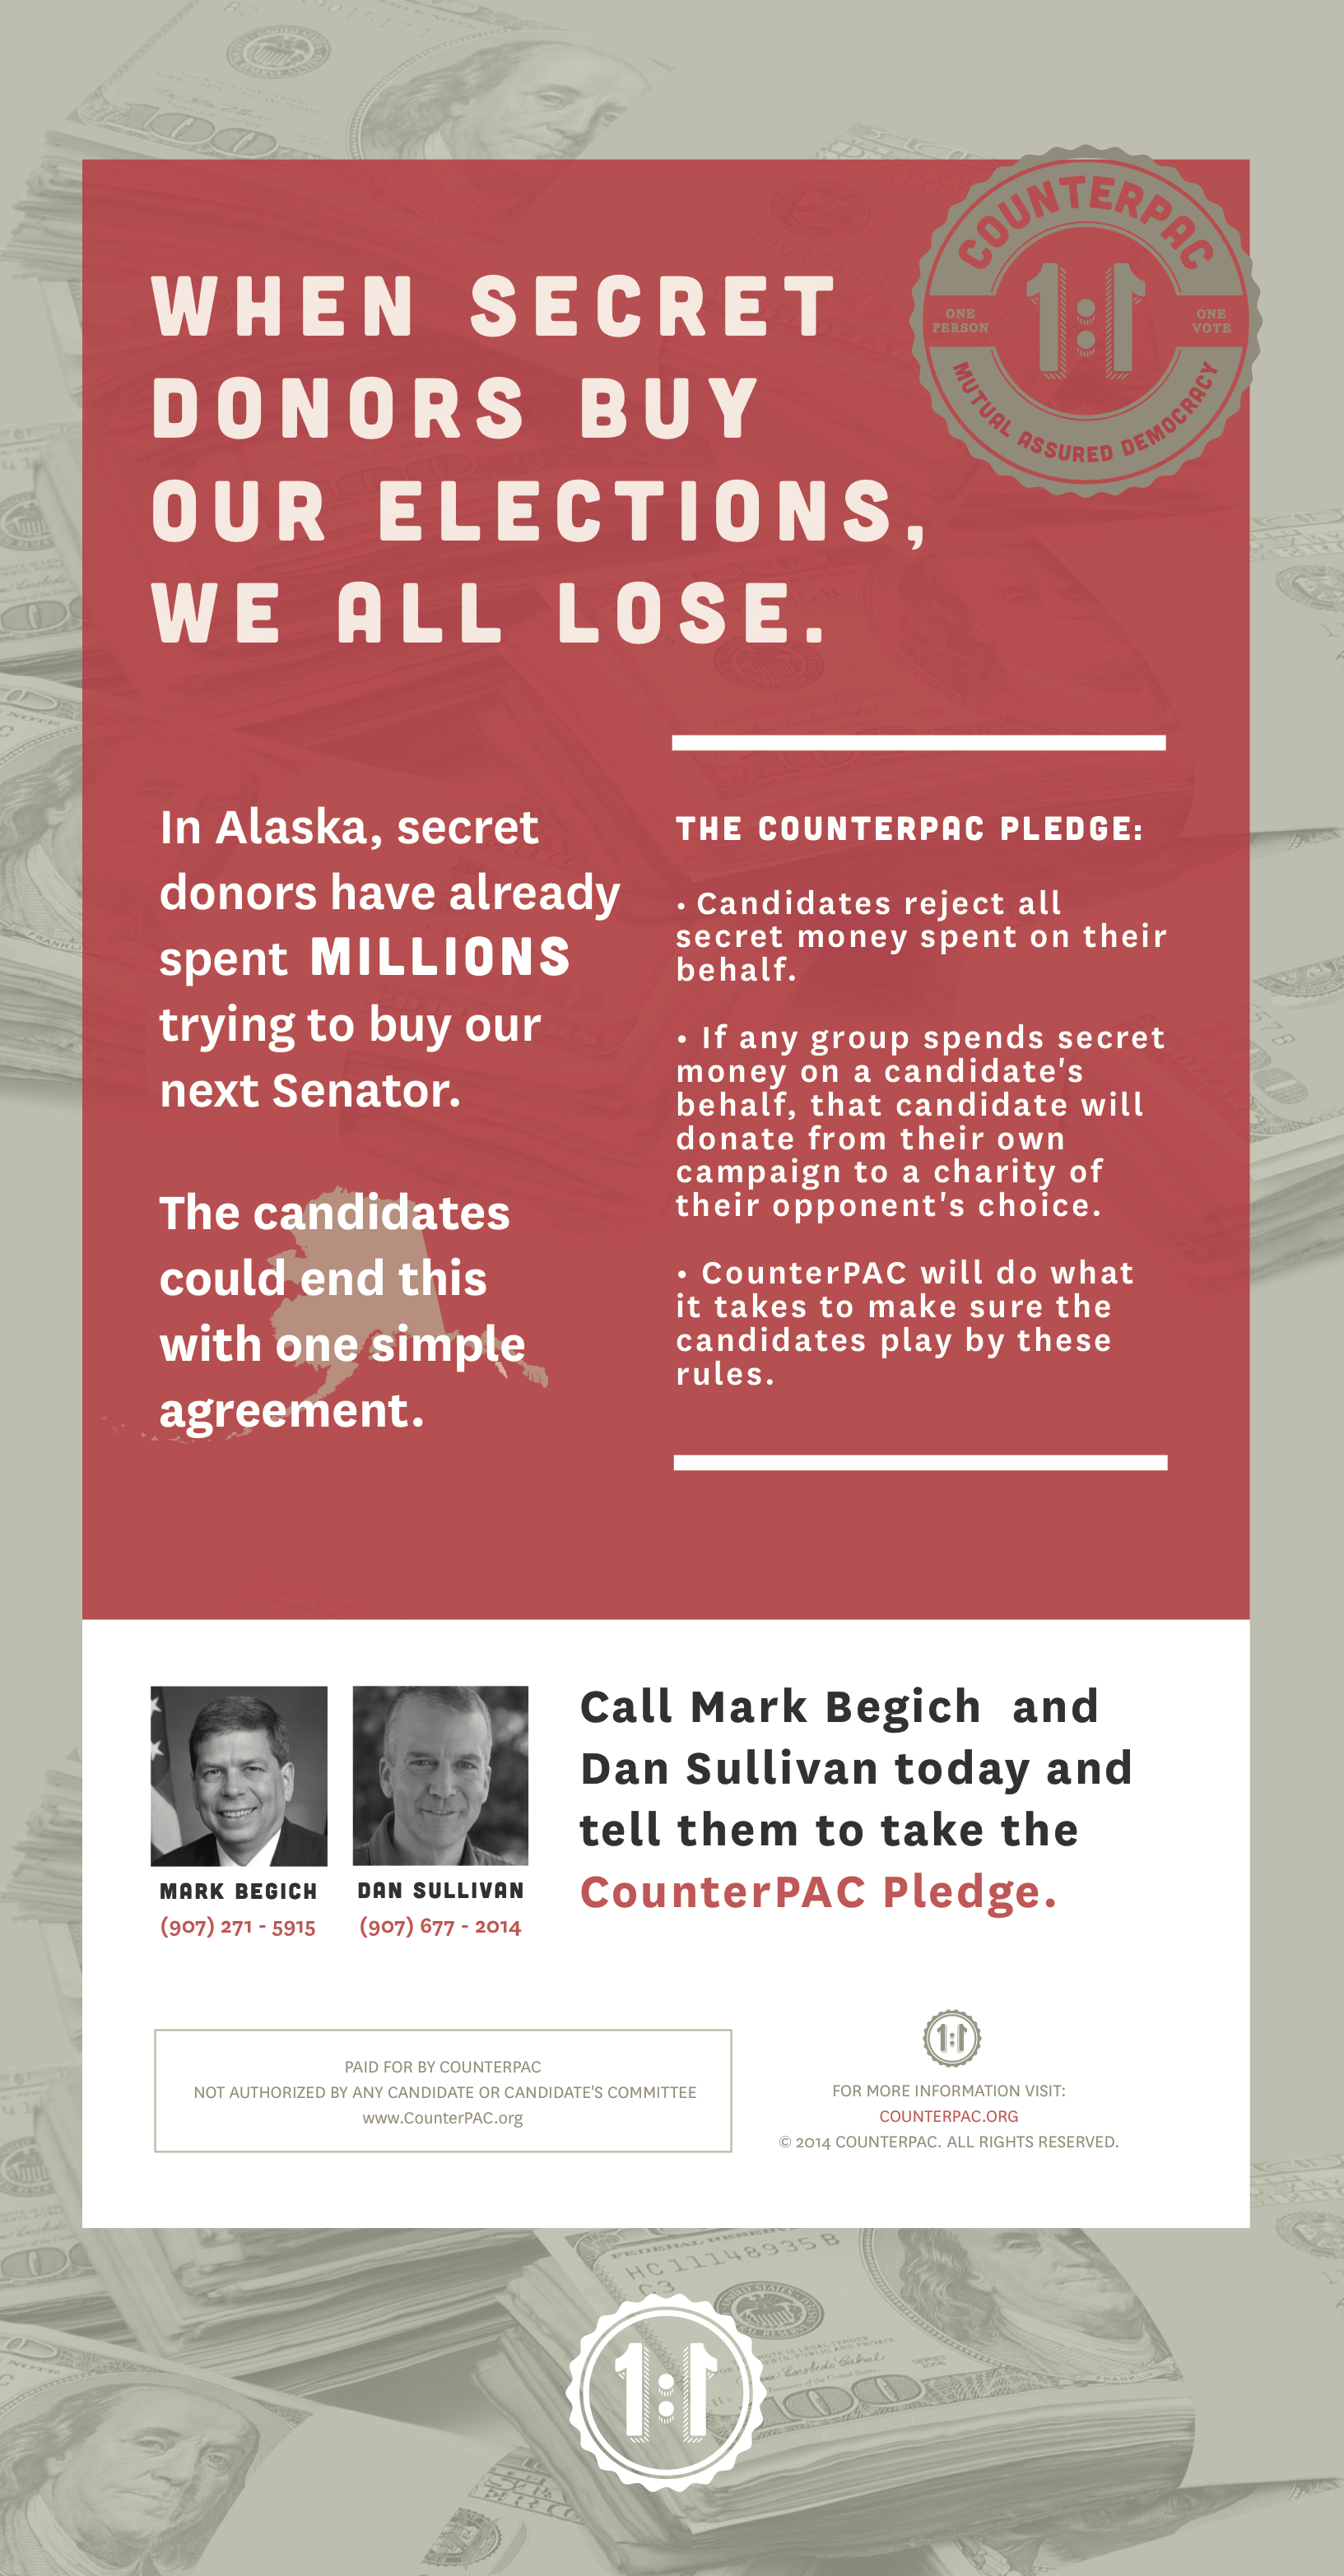 COUNTERPAC
ONE
PERSON
1:1
ONE
VOTE
MUTUAL ASSURED DEMOCRACY
WHEN SECRET
DONORS BUY
OUR ELECTIONS,
WE ALL LOSE.
In Alaska, secret
donors have already
spent MILLIONS
trying to buy our
next Senator.
The candidates
could end this
with one simple
agreement.
THE COUNTERPAC PLEDGE:
• Candidates reject all
secret money spent on their
behalf.
• If any group spends secret
money on a candidate's
behalf, that candidate will
donate from their own
campaign to a charity of
their opponent's choice.
• CounterPAC will do what
it takes to make sure the
candidates play by these
rules.
MARK BEGICH
(907) 271 - 5915
DAN SULLIVAN
(907) 677 - 2014
Call Mark Begich and
Dan Sullivan today and
tell them to take the
CounterPAC Pledge.
PAID FOR BY COUNTERPAC
NOT AUTHORIZED BY ANY CANDIDATE OR CANDIDATE'S COMMITTEE
www.CounterPAC.org
1:1
FOR MORE INFORMATION VISIT:
COUNTERPAC.ORG
© 2014 COUNTERPAC. ALL RIGHTS RESERVED.
HC11148935B
C3
100
1:1